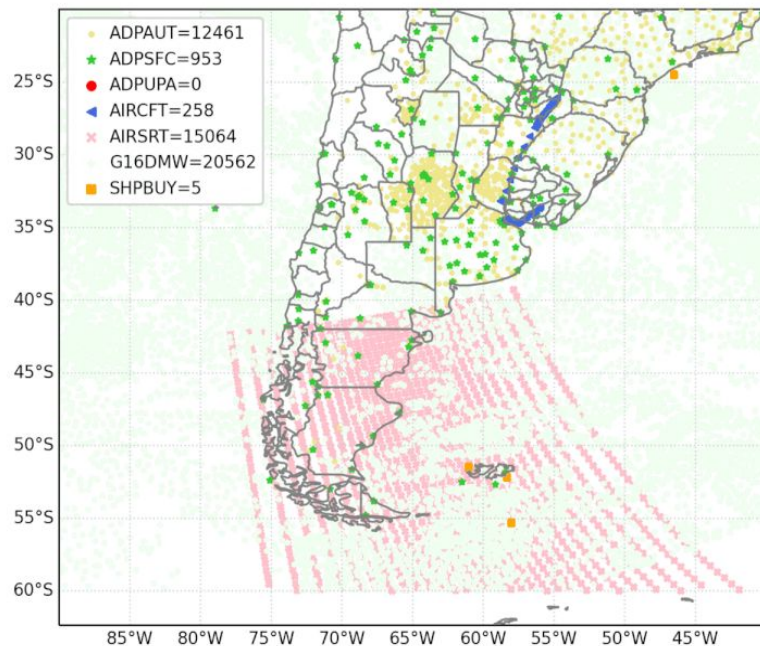 ADPAUT=12461
ADPSFC=953
ADPUPA=0
AIRCFT=258
AIRSRT=15064
G16DMW=20562
SHPBUY=5
25°S
30°S
35°S
40°S
45°S
50°S
55°S
60°S
85°W 80°W 75°W 70°W 65°W 60°W 55°W 50°W 45°W